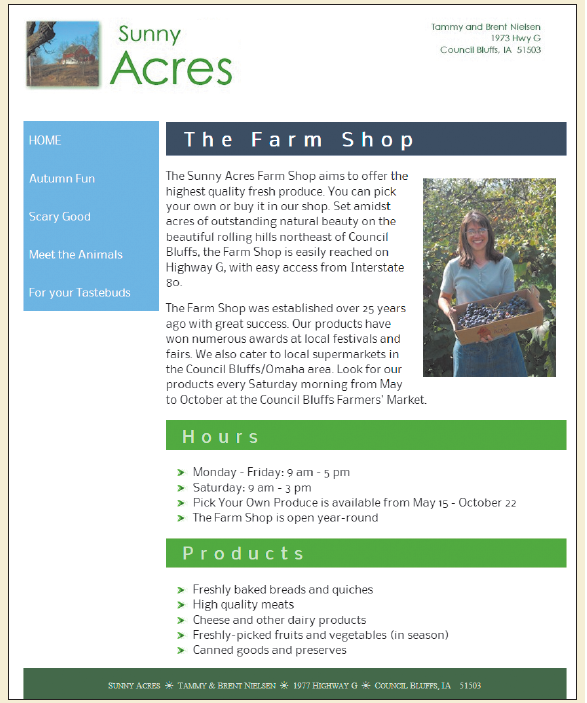 Sunny
Acres
Tammy and Brent Nielsen
1973 Hwy G
Council Bluffs, IA 51503
HOME
Autumn Fun
Scary Good
Meet the Animals
For your Tastebuds
The Farm Shop
The Sunny Acres Farm Shop aims to offer the
highest quality fresh produce. You can pick
your own or buy it in our shop. Set amidst
acres of outstanding natural beauty on the
beautiful rolling hills northeast of Council
Bluffs, the Farm Shop is easily reached on
Highway G, with easy access from Interstate
80.
The Farm Shop was established over 25 years
ago with great success. Our products have
won numerous awards at local festivals and
fairs. We also cater to local supermarkets in
the Council Bluffs/Omaha area. Look for our
products every Saturday morning from May
to October at the Council Bluffs Farmers' Market.
Hours
➤ Monday - Friday: 9 am - 5 pm
➤ Saturday: 9 am - 3 pm
➤ Pick Your Own Produce is available from May 15 - October 22
➤ The Farm Shop is open year-round
Products
➤ Freshly baked breads and quiches
➤ High quality meats
➤ Cheese and other dairy products
➤ Freshly-picked fruits and vegetables (in season)
➤ Canned goods and preserves
SUNNY ACRES ☀ TAMMY & BRENT NIELSEN ☀ 1977 HIGHWAY G ☀ COUNCIL BLUFFS, IA 51503